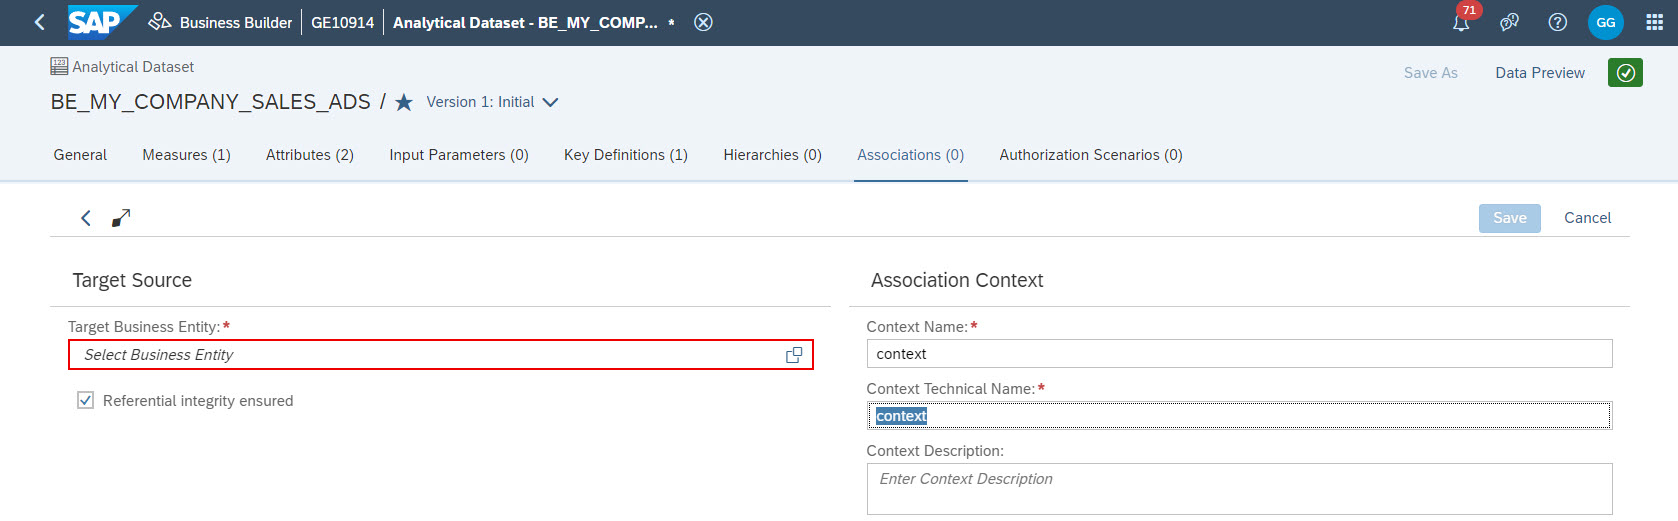 SAP Business Builder GE10914 Analytical Dataset - BE_MY_COMP... * 71 GG
123 Analytical Dataset
Save As Data Preview
BE_MY_COMPANY_SALES_ADS / Version 1: Initial
General Measures (1) Attributes (2) Input Parameters (0) Key Definitions (1) Hierarchies (0) Associations (0) Authorization Scenarios (0)
Save Cancel
Target Source
Target Business Entity:*
Select Business Entity
Referential integrity ensured
Association Context
Context Name:*
context
Context Technical Name:*
context
Context Description:
Enter Context Description